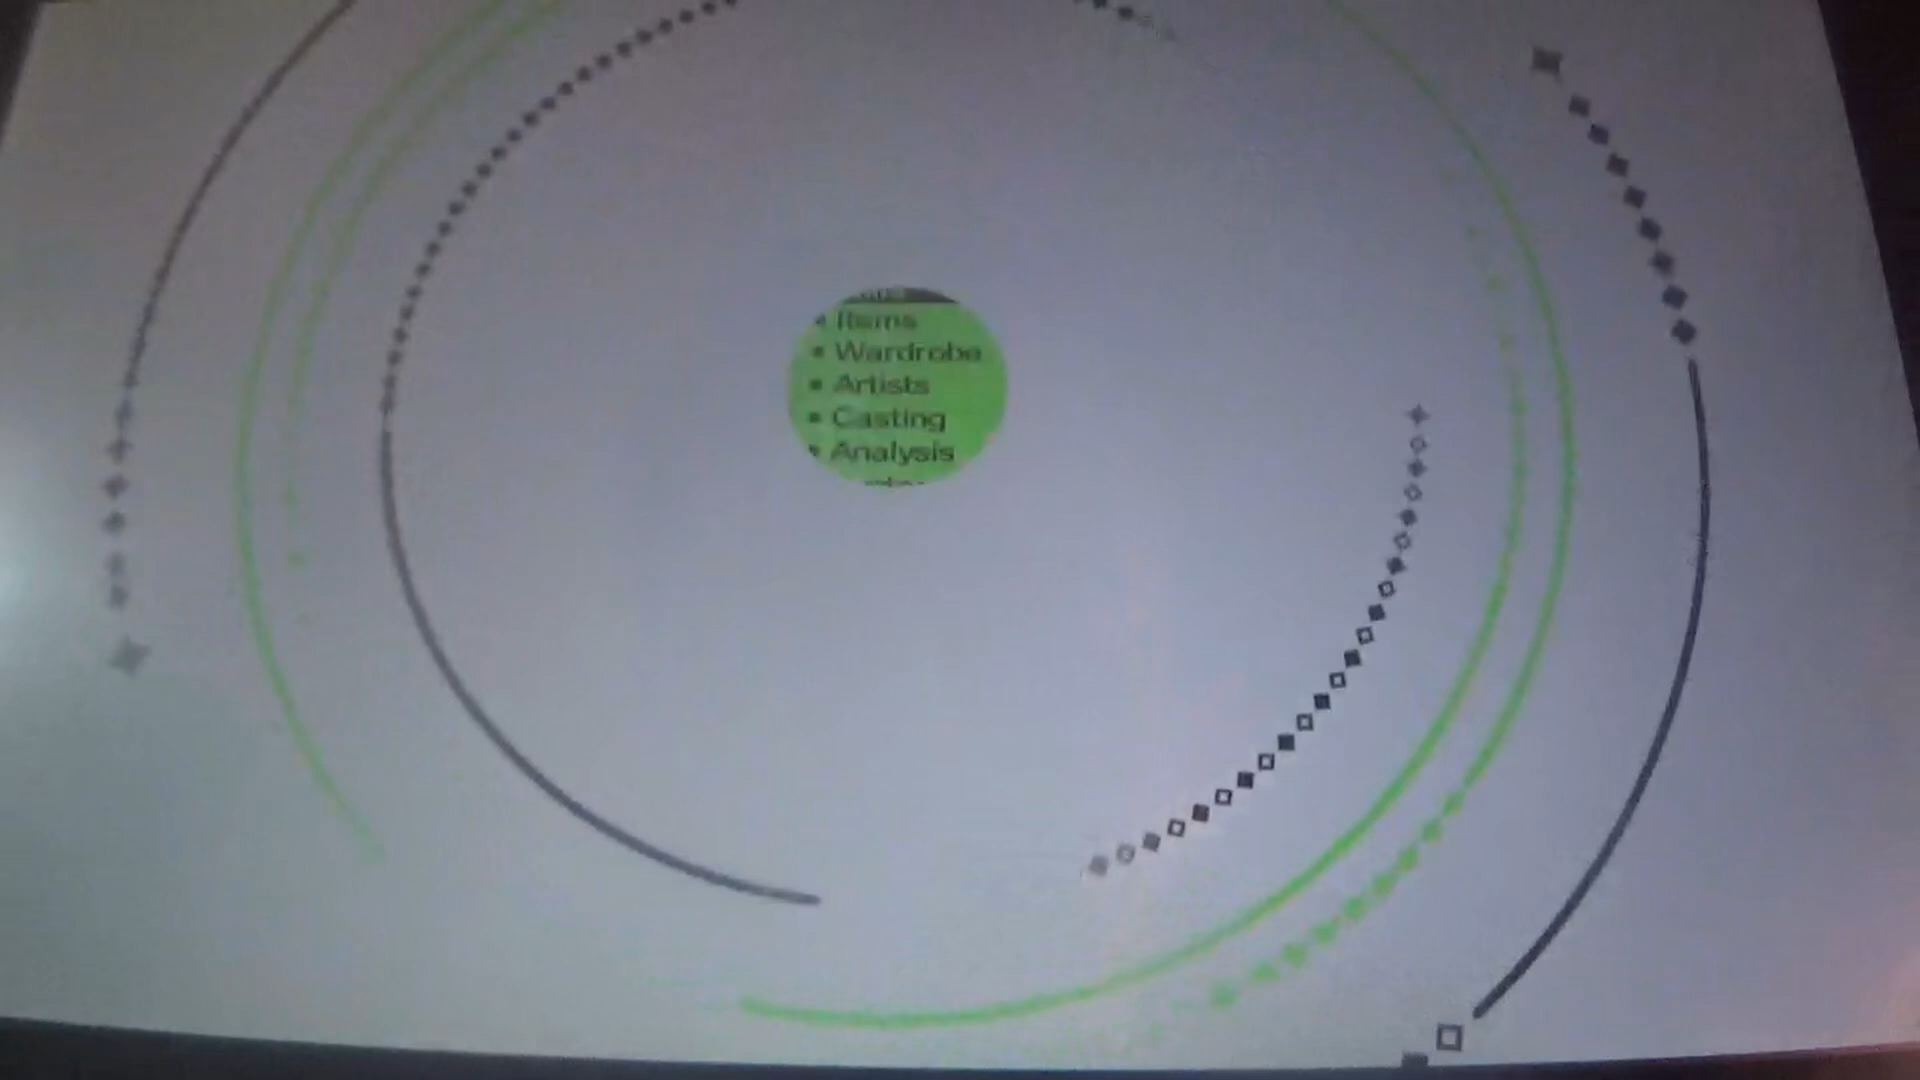 • Items
• Wardrobe
• Artists
• Casting
• Analysis